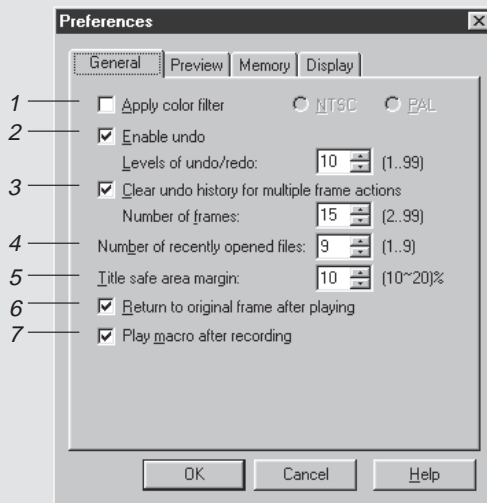 Preferences
General Preview Memory Display
1 Apply color filter NTSC PAL
2 Enable undo
Levels of undo/redo: 10 (1..99)
3 Clear undo history for multiple frame actions
Number of frames: 15 (2..99)
4 Number of recently opened files: 9 (1..9)
5 Title safe area margin: 10 (10~20)%
6 Return to original frame after playing
7 Play macro after recording
OK Cancel Help